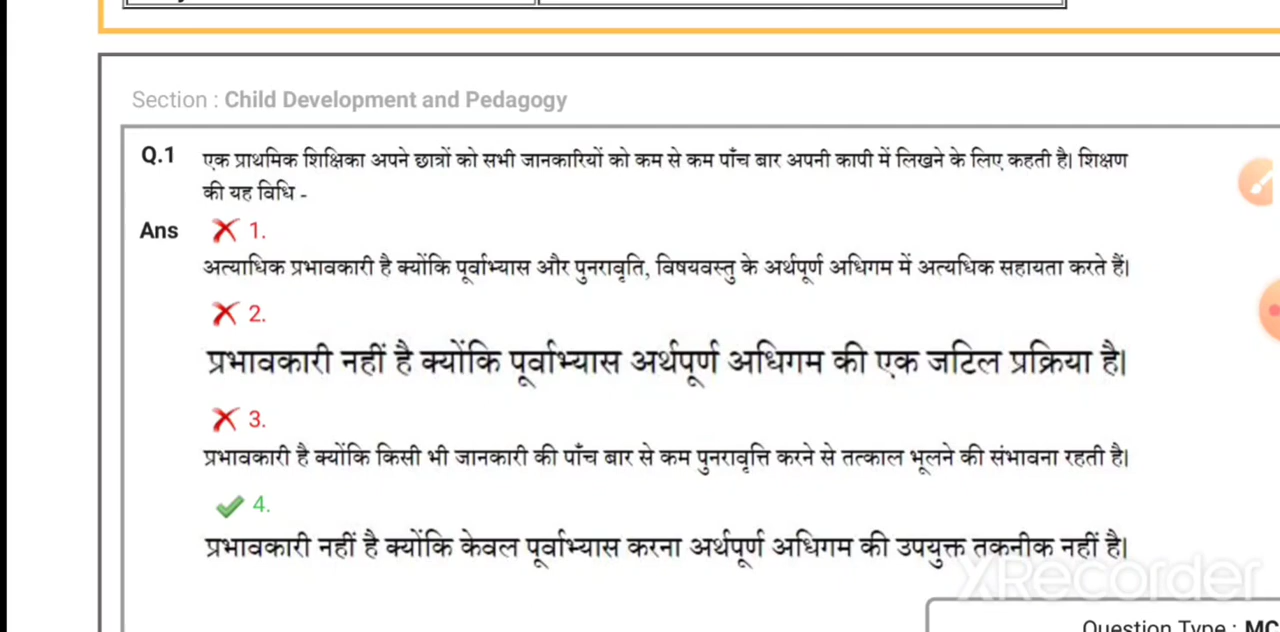 Section : Child Development and Pedagogy
Q.1 एक प्राथमिक शिक्षिका अपने छात्रों को सभी जानकारियों को कम से कम पाँच बार अपनी कापी में लिखने के लिए कहती है। शिक्षण
की यह विधि -
Ans 1.
अत्याधिक प्रभावकारी है क्योंकि पूर्वाभ्यास और पुनरावृति, विषयवस्तु के अर्थपूर्ण अधिगम में अत्यधिक सहायता करते हैं।
2.
प्रभावकारी नहीं है क्योंकि पूर्वाभ्यास अर्थपूर्ण अधिगम की एक जटिल प्रक्रिया है।
3.
प्रभावकारी है क्योंकि किसी भी जानकारी की पाँच बार से कम पुनरावृत्ति करने से तत्काल भूलने की संभावना रहती है।
4.
प्रभावकारी नहीं है क्योंकि केवल पूर्वाभ्यास करना अर्थपूर्ण अधिगम की उपयुक्त तकनीक नहीं है।
XRecorder
Question Type : MC